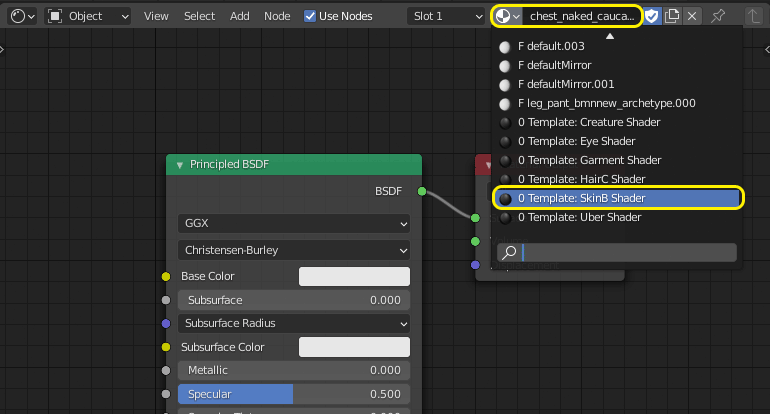 Object View Select Add Node Use Nodes Slot 1 chest_naked_cauca...
F default.003
F defaultMirror
F defaultMirror.001
F leg_pant_bmnnew_archetype.000
0 Template: Creature Shader
0 Template: Eye Shader
0 Template: Garment Shader
0 Template: HairC Shader
0 Template: SkinB Shader
0 Template: Uber Shader
Principled BSDF
BSDF
GGX
Christensen-Burley
Base Color
Subsurface 0.000
Subsurface Radius
Subsurface Color
Metallic 0.000
Specular 0.500